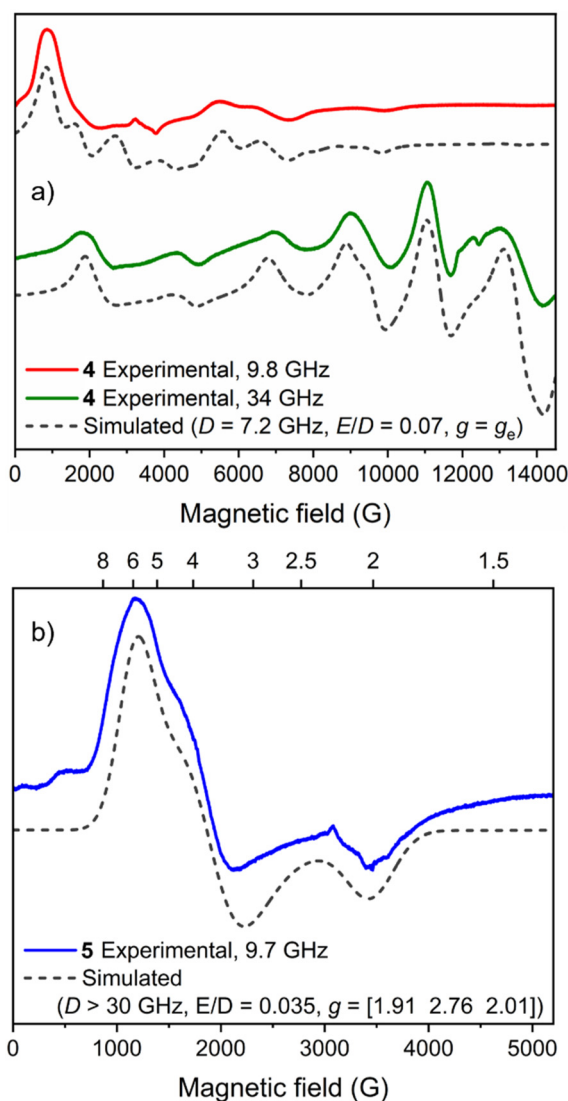 a)
4 Experimental, 9.8 GHz
4 Experimental, 34 GHz
Simulated (D = 7.2 GHz, E/D = 0.07, g = gₑ)
0 2000 4000 6000 8000 10000 12000 14000
Magnetic field (G)
8 6 5 4 3 2.5 2 1.5
b)
5 Experimental, 9.7 GHz
Simulated
(D > 30 GHz, E/D = 0.035, g = [1.91 2.76 2.01])
0 1000 2000 3000 4000 5000
Magnetic field (G)